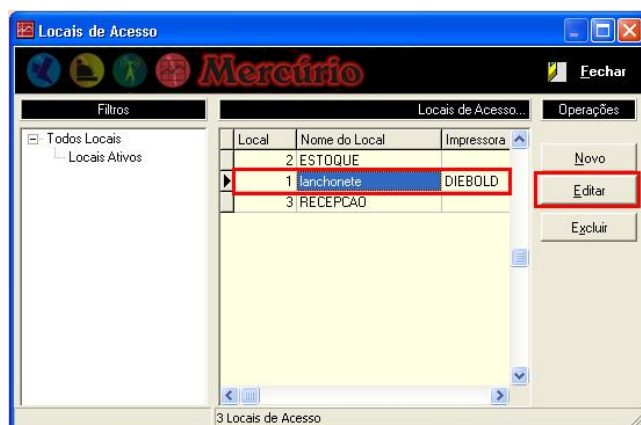 Locais de Acesso
Mercúrio
Fechar
Filtros
Locais de Acesso...
Operações
Todos Locais
Locais Ativos
Local Nome do Local Impressora
2 ESTOQUE
1 lanchonete DIEBOLD
3 RECEPCAO
Novo
Editar
Excluir
3 Locais de Acesso